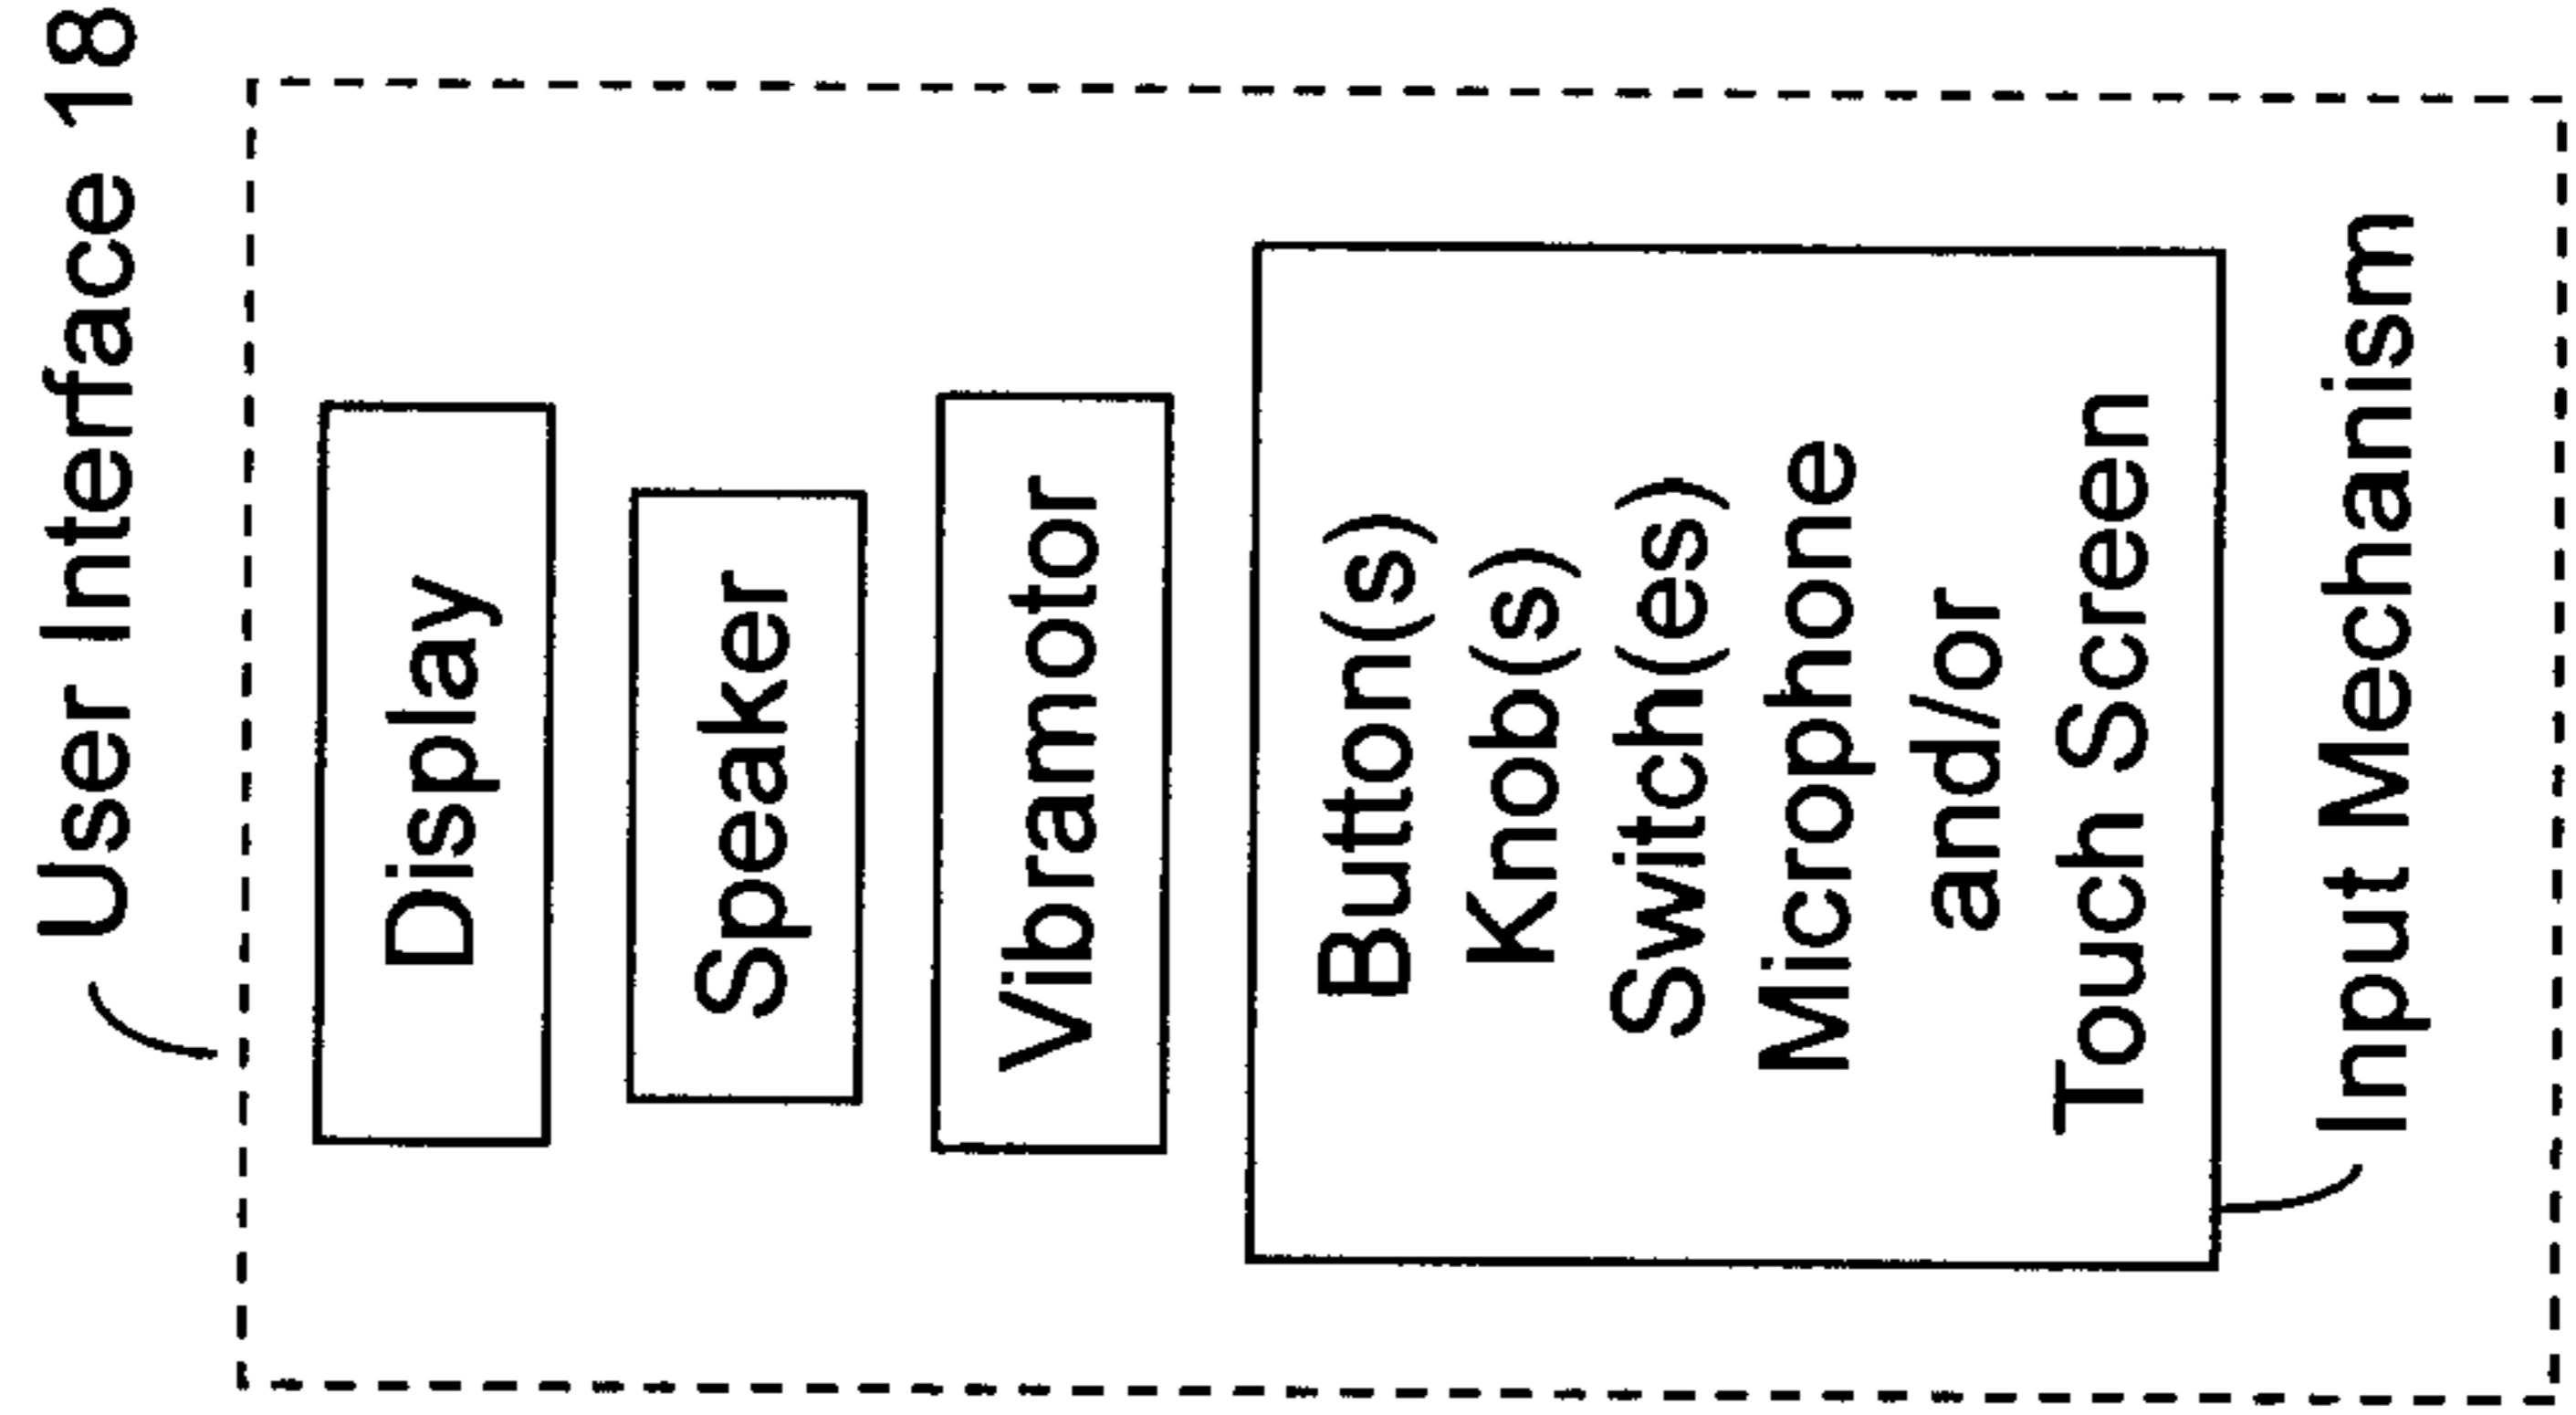 User Interface 18
Display
Speaker
Vibramotor
Button(s)
Knob(s)
Switch(es)
Microphone
and/or
Touch Screen
Input Mechanism